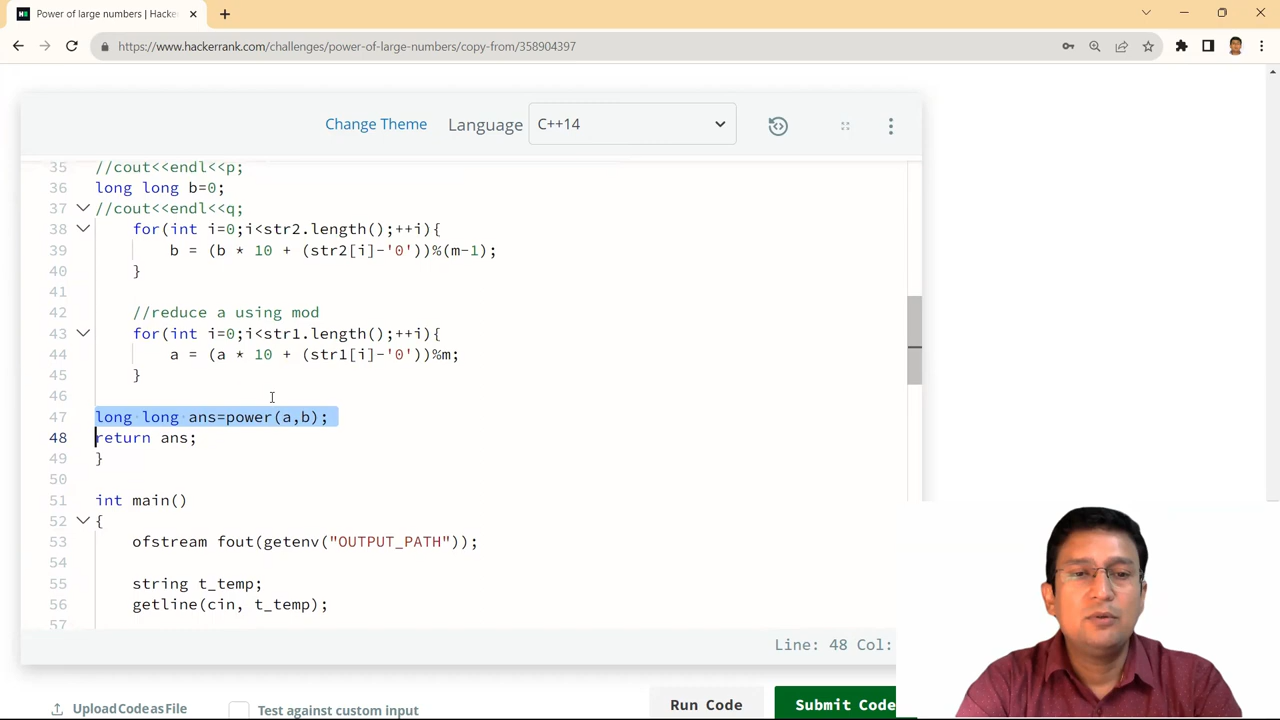 Power of large numbers | Hacker
https://www.hackerrank.com/challenges/power-of-large-numbers/copy-from/358904397
Change Theme Language C++14
35 //cout<<endl<<p;
36 long long b=0;
37 //cout<<endl<<q;
38 for(int i=0;i<str2.length();++i){
39 b = (b * 10 + (str2[i]-'0'))%(m-1);
40 }
41
42 //reduce a using mod
43 for(int i=0;i<str1.length();++i){
44 a = (a * 10 + (str1[i]-'0'))%m;
45 }
46
47 long long ans=power(a,b);
48 return ans;
49 }
50
51 int main()
52 {
53 ofstream fout(getenv("OUTPUT_PATH"));
54
55 string t_temp;
56 getline(cin, t_temp);
57
Line: 48 Col:
Upload Code as File Test against custom input Run Code Submit Code